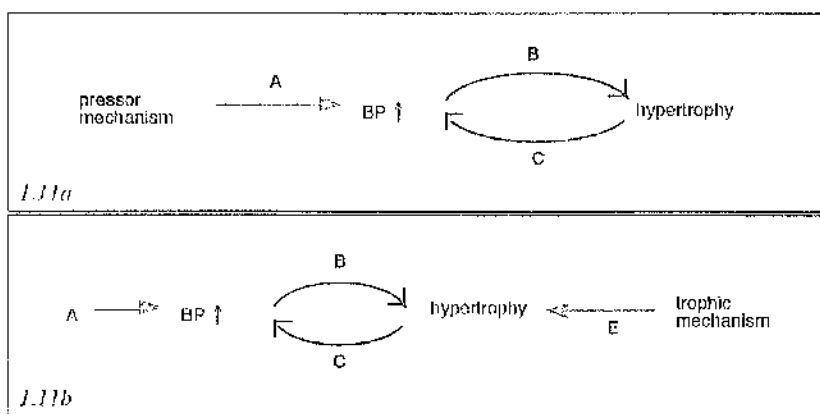 B
A
pressor
mechanism
BP ↑
hypertrophy
C
1.11a
B
A
BP ↑
hypertrophy
trophic
mechanism
E
C
1.11b